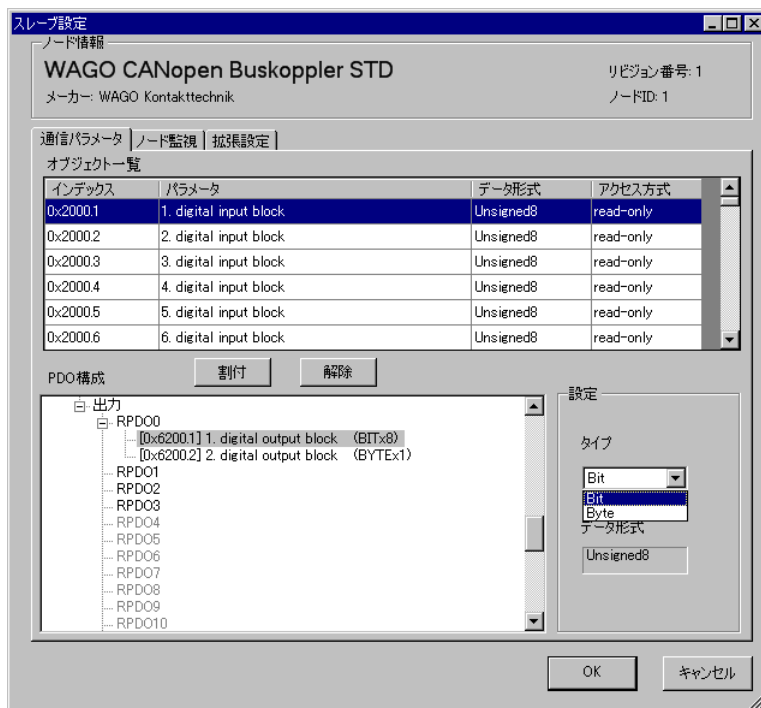 スレーブ設定
ノード情報
WAGO CANopen Buskoppler STD リビジョン番号: 1
メーカー: WAGO Kontakttechnik ノードID: 1
通信パラメータ ノード監視 拡張設定
オブジェクト一覧
インデックス パラメータ データ形式 アクセス方式
0x2000.1 1. digital input block Unsigned8 read-only
0x2000.2 2. digital input block Unsigned8 read-only
0x2000.3 3. digital input block Unsigned8 read-only
0x2000.4 4. digital input block Unsigned8 read-only
0x2000.5 5. digital input block Unsigned8 read-only
0x2000.6 6. digital input block Unsigned8 read-only
PDO構成 割付 解除
出力
RPDO0
[0x6200.1] 1. digital output block (BITx8)
[0x6200.2] 2. digital output block (BYTEx1)
RPDO1
RPDO2
RPDO3
RPDO4
RPDO5
RPDO6
RPDO7
RPDO8
RPDO9
RPDO10
設定
タイプ
Bit
Bit
Byte
データ形式
Unsigned8
OK キャンセル